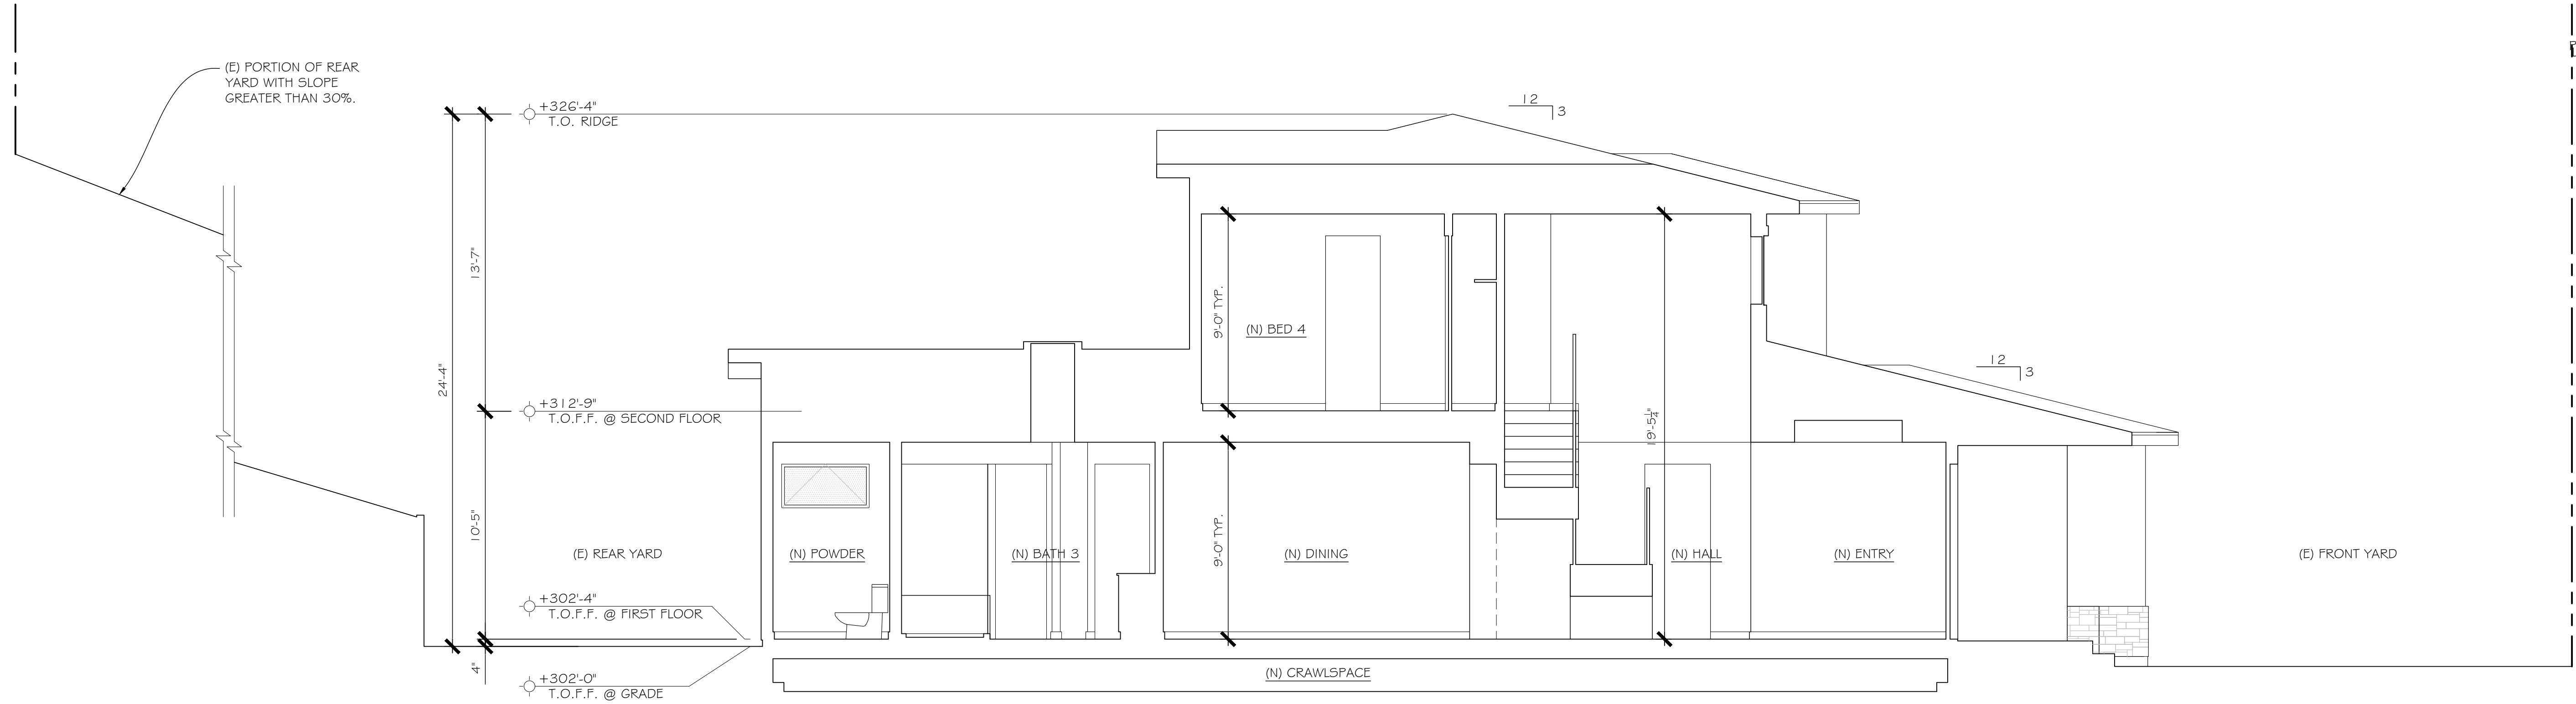 (E) PORTION OF REAR
YARD WITH SLOPE
GREATER THAN 30%.
+326'-4"
T.O. RIDGE
12
3
13'-7"
24'-4"
9'-0" TYP.
(N) BED 4
12
3
+312'-9"
T.O.F.F. @ SECOND FLOOR
19'-5 1/4"
10'-5"
9'-0" TYP.
(E) REAR YARD
(N) POWDER
(N) BATH 3
(N) DINING
(N) HALL
(N) ENTRY
(E) FRONT YARD
+302'-4"
T.O.F.F. @ FIRST FLOOR
4"
(N) CRAWLSPACE
+302'-0"
T.O.F.F. @ GRADE